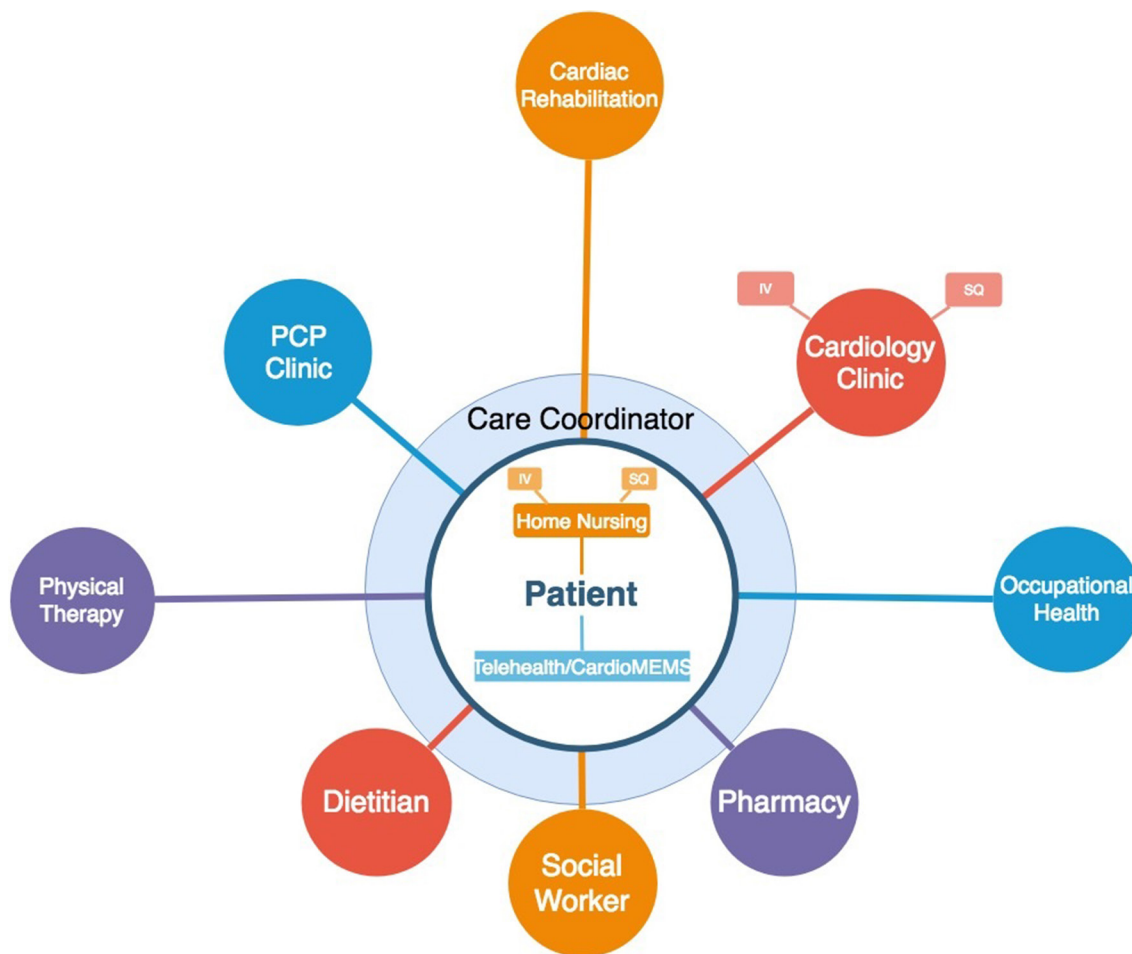 Cardiac
Rehabilitation
PCP
Clinic
IV
SQ
Cardiology
Clinic
Care Coordinator
IV
SQ
Home Nursing
Physical
Therapy
Patient
Occupational
Health
Telehealth/CardioMEMS
Dietitian
Pharmacy
Social
Worker